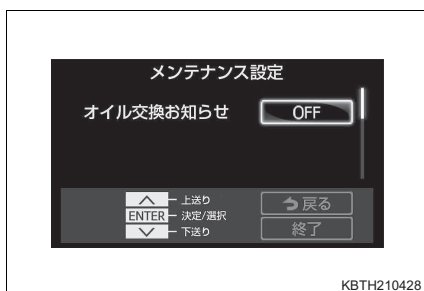 メンテナンス設定
オイル交換お知らせ OFF
上送り
ENTER 決定/選択
下送り
戻る
終了
KBTH210428